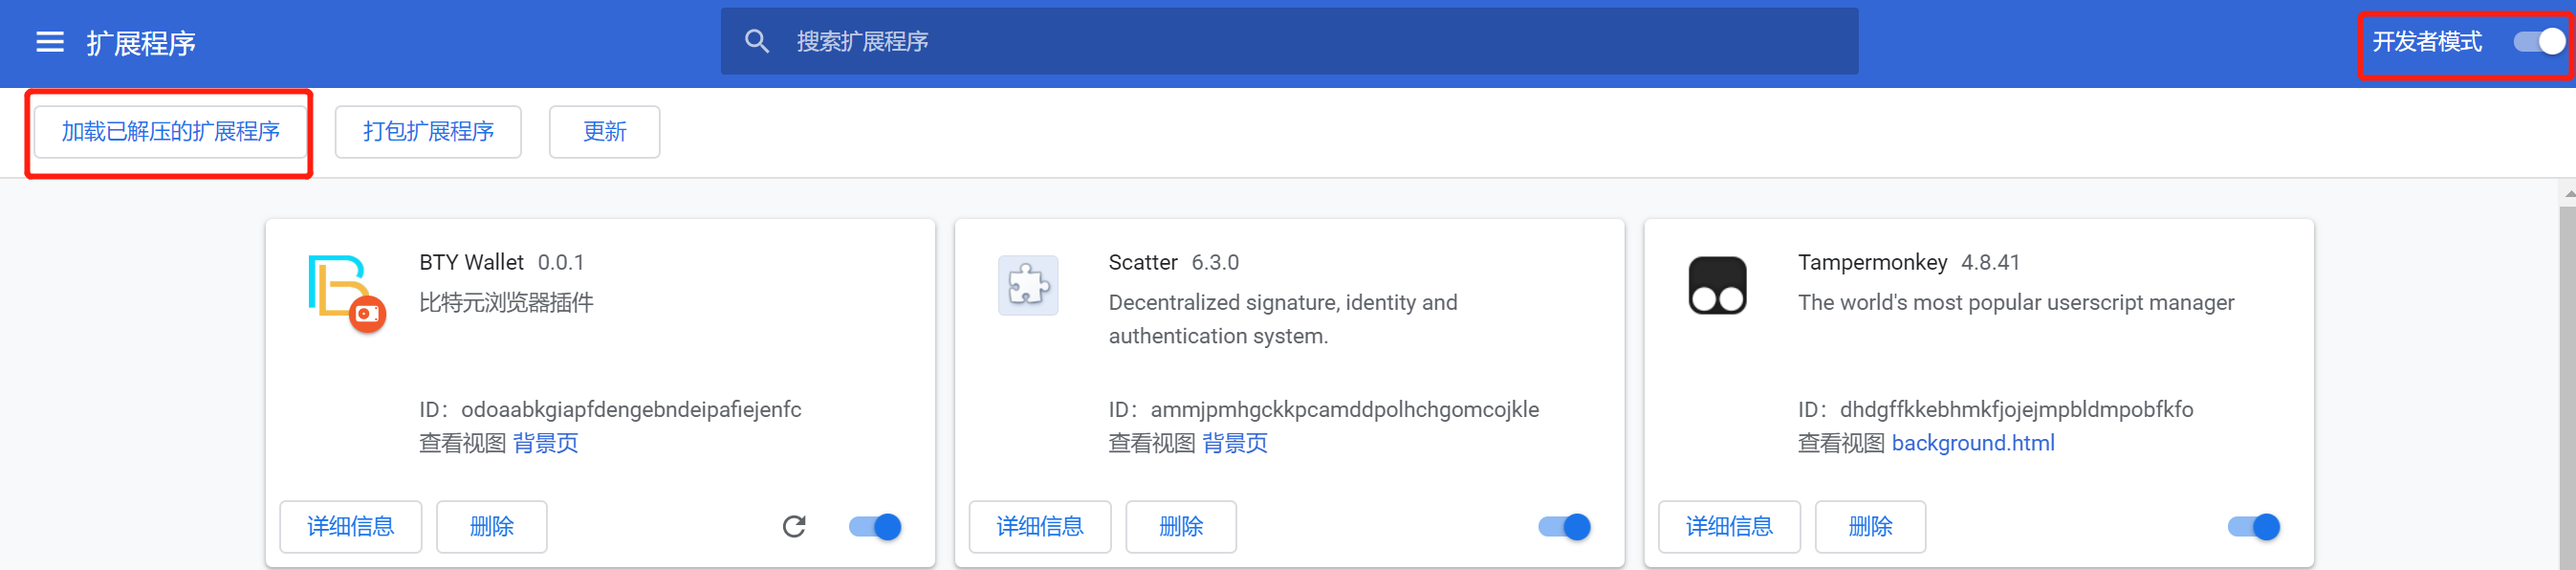 扩展程序
搜索扩展程序
开发者模式
加载已解压的扩展程序
打包扩展程序
更新
BTY Wallet 0.0.1
比特元浏览器插件
ID：odoaabkgiapfdengebndeipafiejenfc
查看视图 背景页
详细信息
删除
Scatter 6.3.0
Decentralized signature, identity and
authentication system.
ID：ammjpmhgckkpcamddpolhchgomcojkle
查看视图 背景页
详细信息
删除
Tampermonkey 4.8.41
The world's most popular userscript manager
ID：dhdgffkkebhmkfjojejmpbldmpobfkfo
查看视图 background.html
详细信息
删除